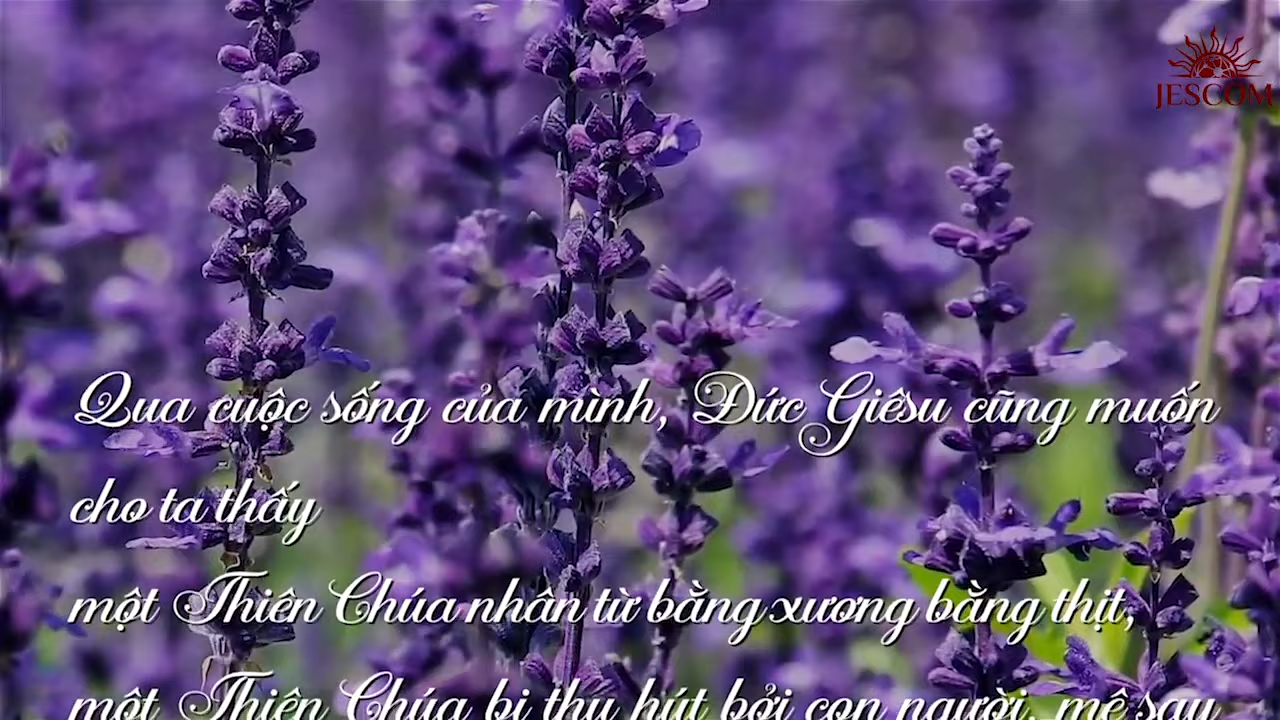 JESCOM
Qua cuộc sống của mình, Đức Giêsu cũng muốn
cho ta thấy
một Thiên Chúa nhân từ bằng xương bằng thịt,
một Thiên Chúa bị thu hút bởi con người, mê say